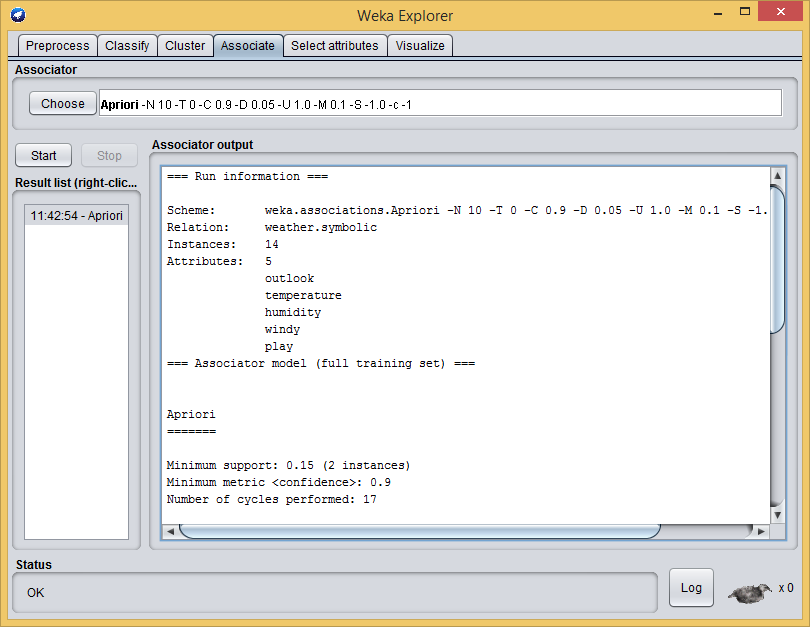 Weka Explorer
Preprocess Classify Cluster Associate Select attributes Visualize
Associator
Choose Apriori -N 10 -T 0 -C 0.9 -D 0.05 -U 1.0 -M 0.1 -S -1.0 -c -1
Start Stop
Result list (right-clic...
11:42:54 - Apriori
Associator output
=== Run information ===
Scheme: weka.associations.Apriori -N 10 -T 0 -C 0.9 -D 0.05 -U 1.0 -M 0.1 -S -1.
Relation: weather.symbolic
Instances: 14
Attributes: 5
outlook
temperature
humidity
windy
play
=== Associator model (full training set) ===
Apriori
=======
Minimum support: 0.15 (2 instances)
Minimum metric <confidence>: 0.9
Number of cycles performed: 17
Status
OK
Log
x 0